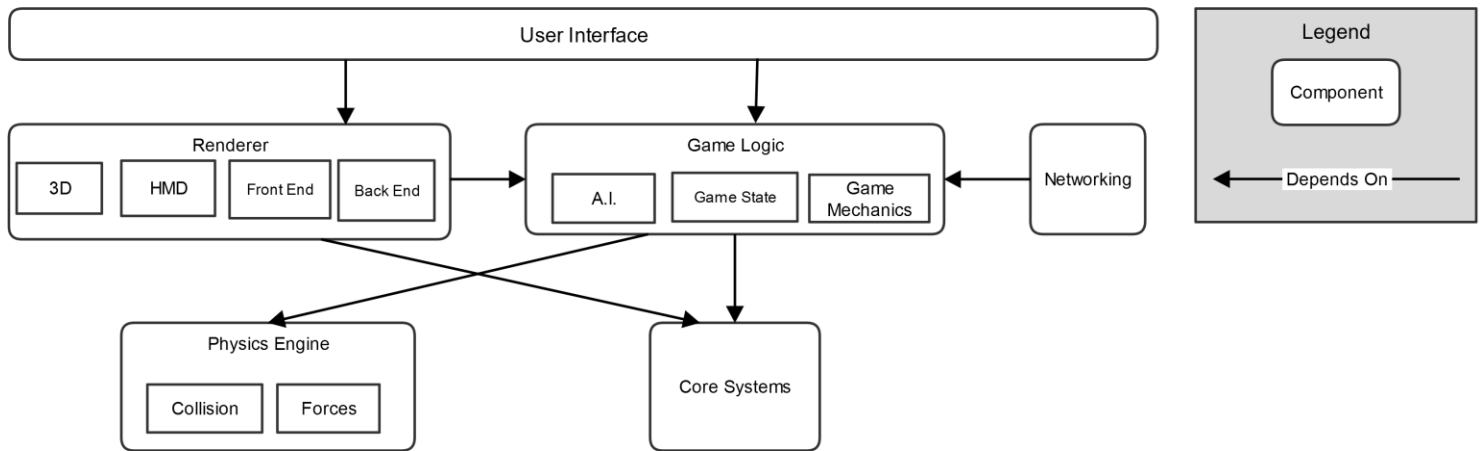 User Interface
Legend
Component
Depends On
Renderer
3D
HMD
Front End
Back End
Game Logic
A.I.
Game State
Game
Mechanics
Networking
Physics Engine
Collision
Forces
Core Systems